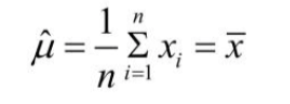 μ̂ = 1/n Σ_{i=1}^{n} x_i = x̄